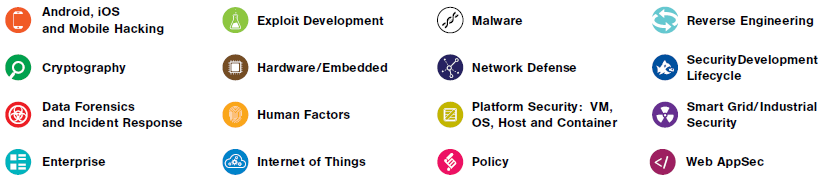 Android, iOS
and Mobile Hacking
Exploit Development
Malware
Reverse Engineering
Cryptography
Hardware/Embedded
Network Defense
SecurityDevelopment
Lifecycle
Data Forensics
and Incident Response
Human Factors
Platform Security: VM,
OS, Host and Container
Smart Grid/Industrial
Security
Enterprise
Internet of Things
Policy
Web AppSec